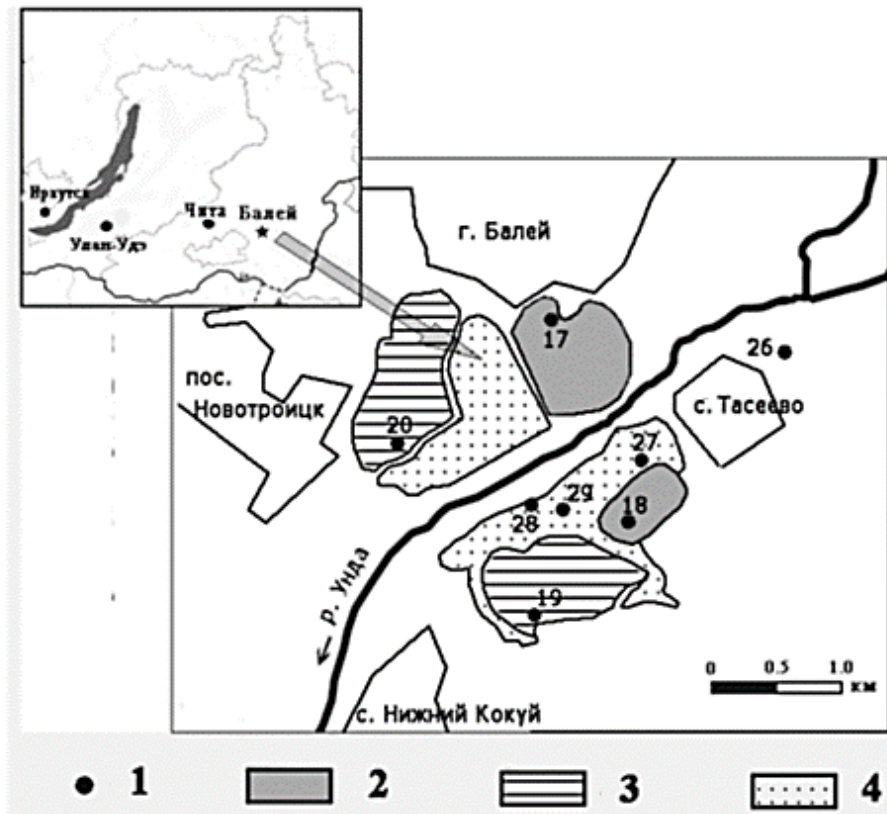 Иркутск
Улан-Удэ
Чита
Балей
г. Балей
17
26
пос.
Новотроицк
с. Тасеево
20
27
29
28
18
р. Унда
19
0 0.5 1.0
км
с. Нижний Кокуй
1 2 3 4